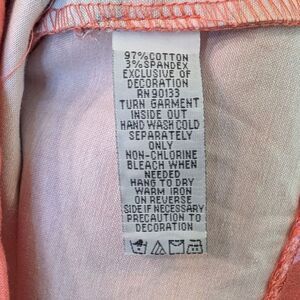 97% COTTON
3% SPANDEX
EXCLUSIVE OF
DECORATION
RN 90133
TURN GARMENT
INSIDE OUT
HAND WASH COLD
SEPARATELY
ONLY
NON-CHLORINE
BLEACH WHEN
NEEDED
HANG TO DRY
WARM IRON
ON REVERSE
SIDE IF NECESSARY
PRECAUTION TO
DECORATION